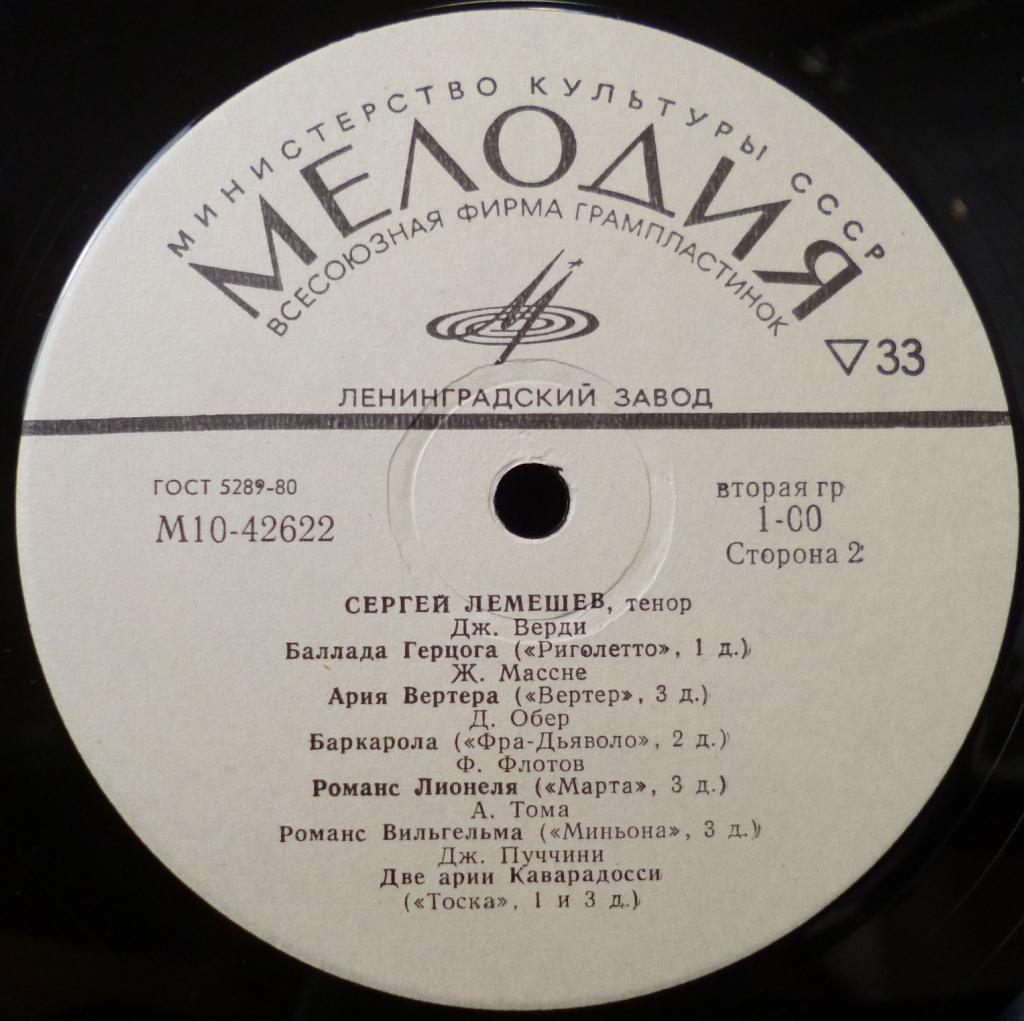 МИНИСТЕРСТВО КУЛЬТУРЫ СССР
МЕЛОДИЯ
ВСЕСОЮЗНАЯ ФИРМА ГРАМПЛАСТИНОК
▽33
ЛЕНИНГРАДСКИЙ ЗАВОД
ГОСТ 5289-80
М10-42622
вторая гр
1-00
Сторона 2
СЕРГЕЙ ЛЕМЕШЕВ, тенор
Дж. Верди
Баллада Герцога («Риголетто», 1 д.)
Ж. Массне
Ария Вертера («Вертер», 3 д.)
Д. Обер
Баркарола («Фра-Дьяволо», 2 д.)
Ф. Флотов
Романс Лионеля («Марта», 3 д.)
А. Тома
Романс Вильгельма («Миньона», 3 д.)
Дж. Пуччини
Две арии Каварадосси
(«Тоска», 1 и 3 д.)